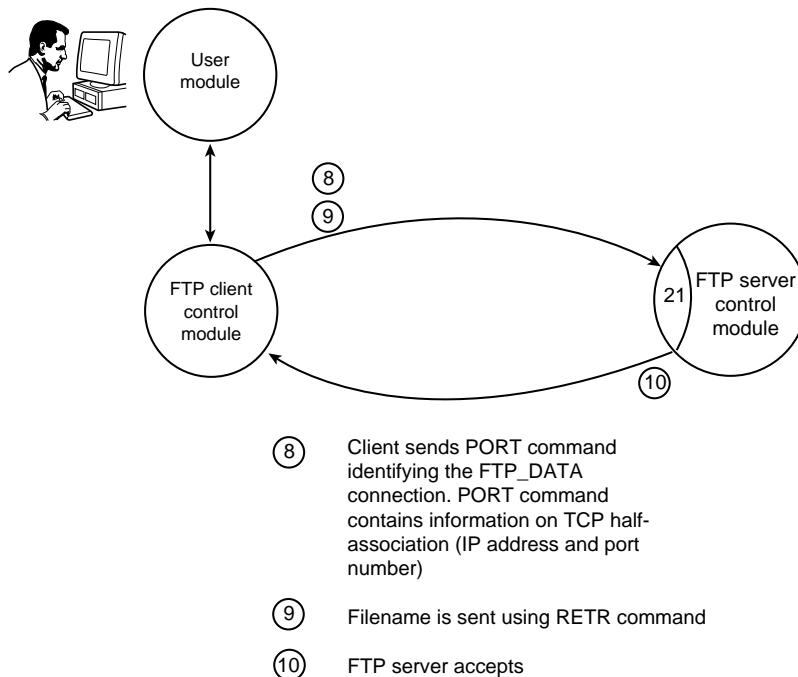 User
module
8
9
FTP client
control
module
21
FTP server
control
module
10
8
Client sends PORT command
identifying the FTP_DATA
connection. PORT command
contains information on TCP half-
association (IP address and port
number)
9
Filename is sent using RETR command
10
FTP server accepts